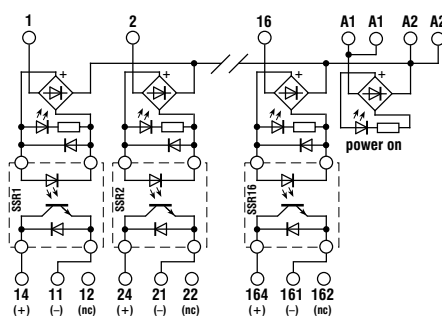 1 2 16 A1 A1 A2 A2
+ + + +
power on
SSR1 SSR2 SSR16
14 11 12 24 21 22 164 161 162
(+) (–) (nc) (+) (–) (nc) (+) (–) (nc)